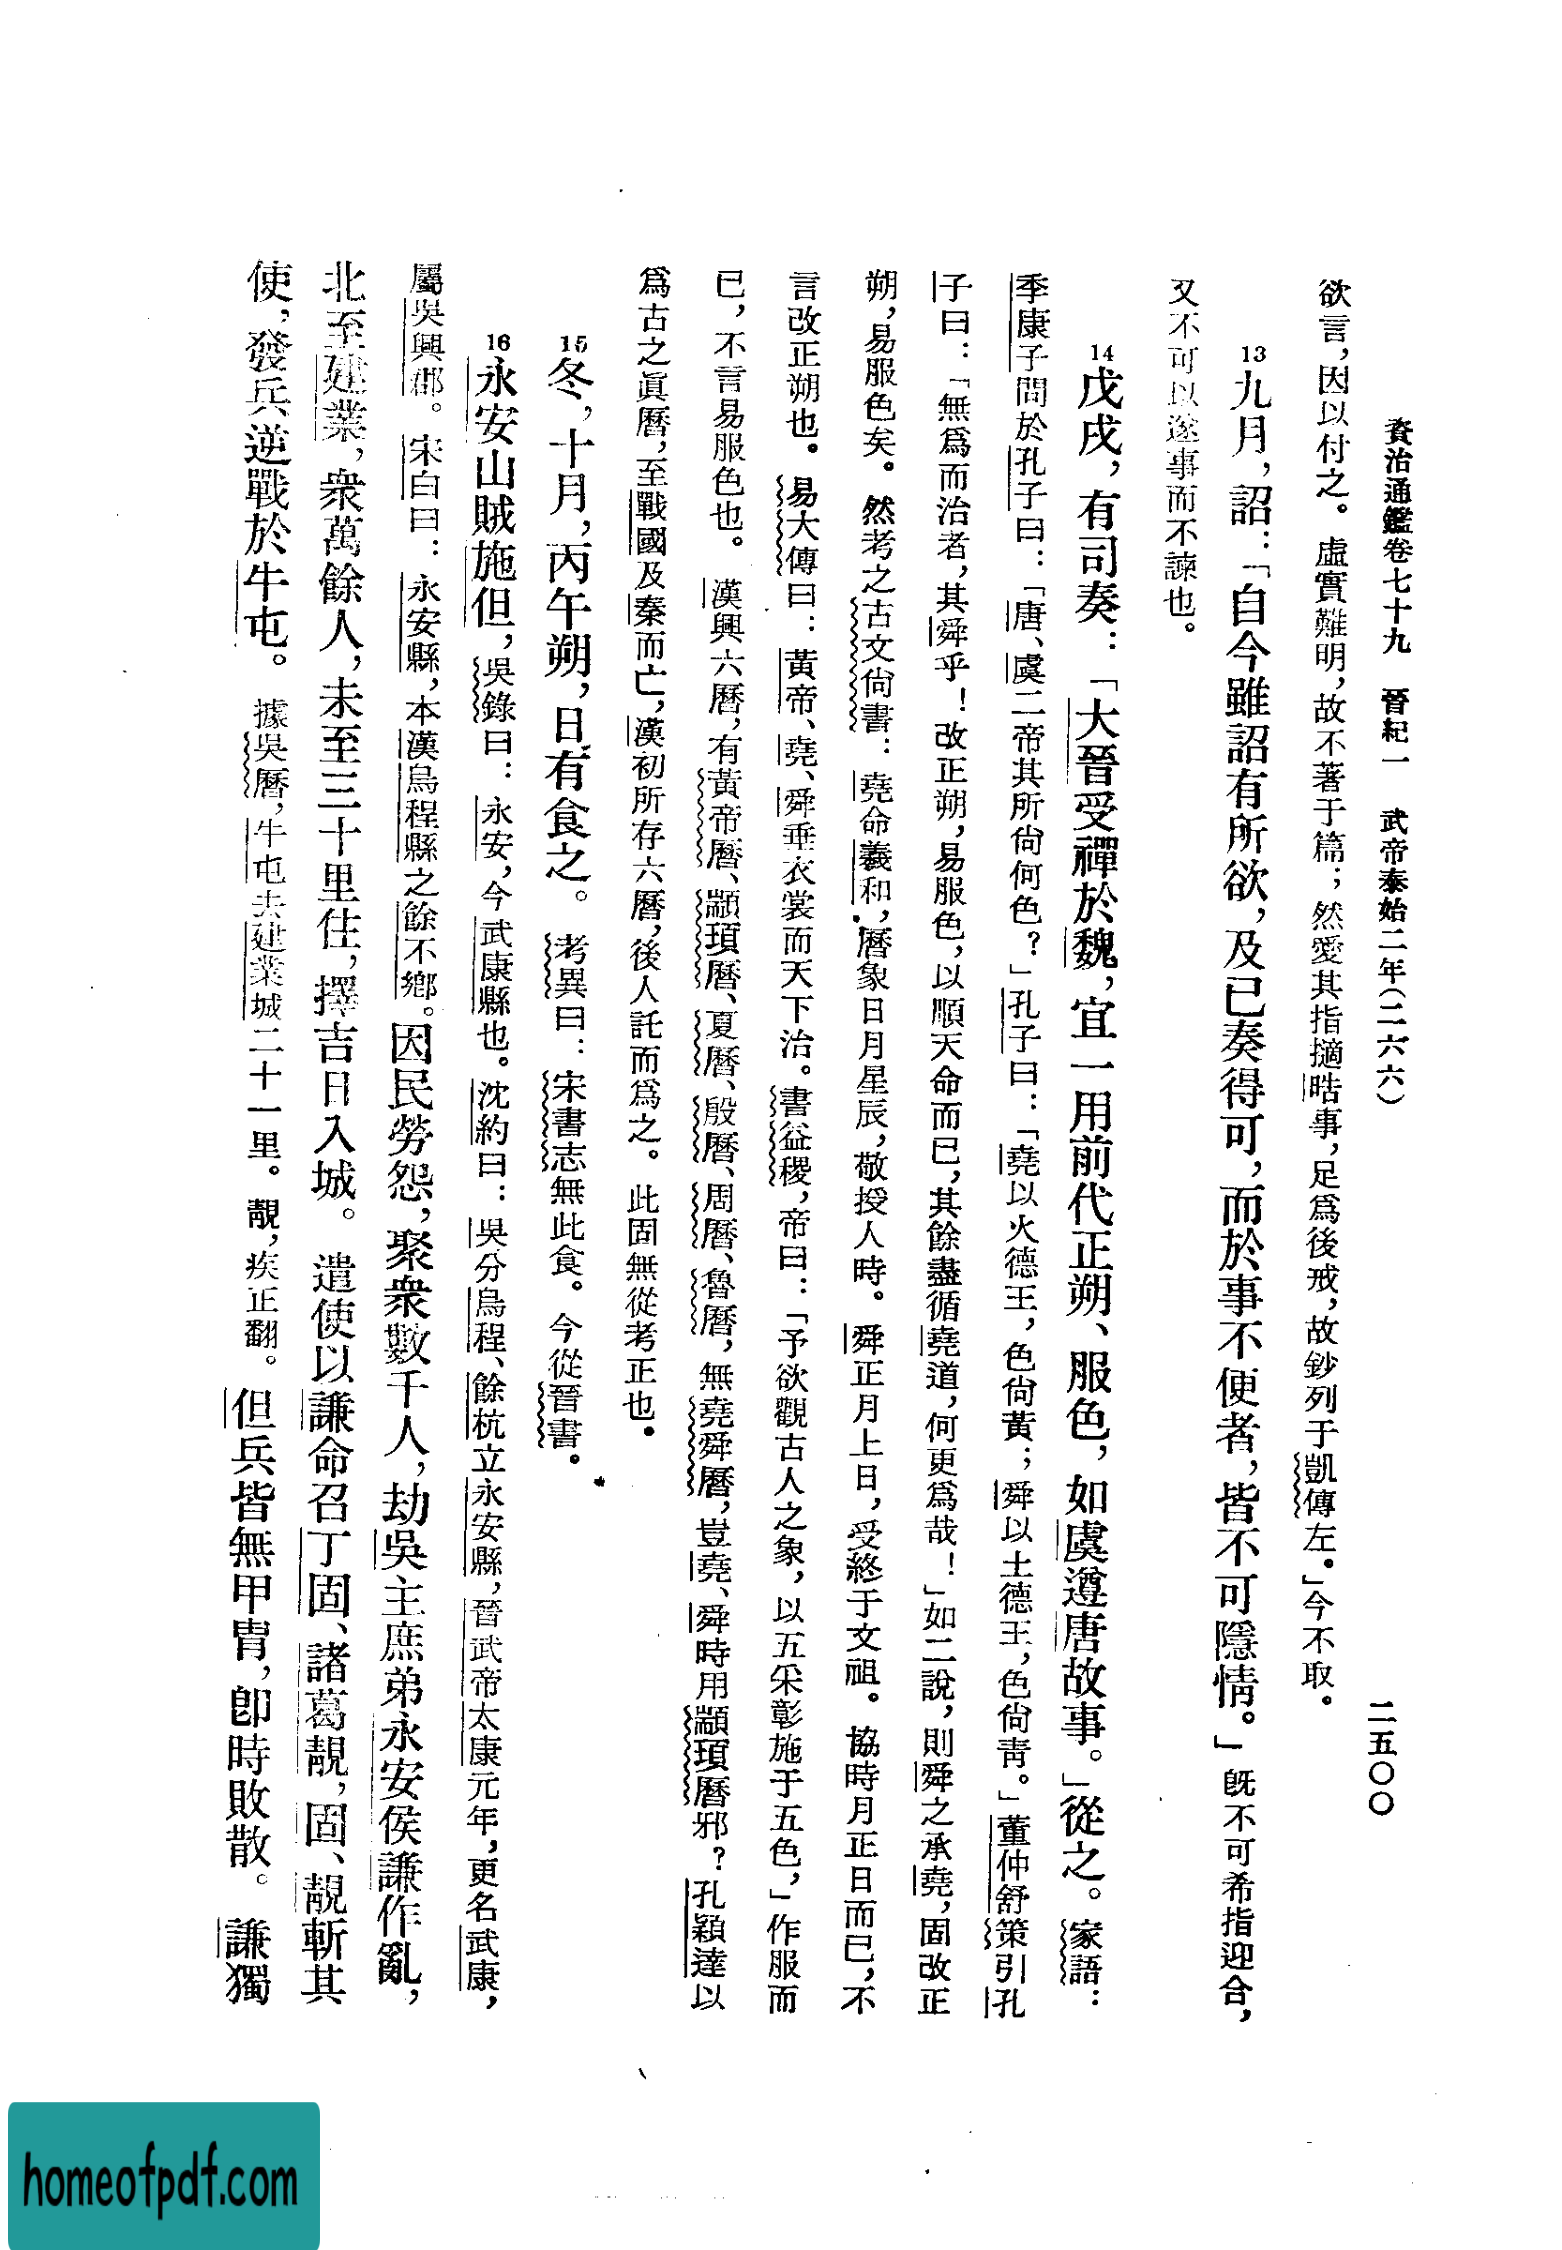 資治通鑑卷七十九　晉紀一　武帝泰始二年（二六六）
二五〇〇
欲言，因以付之。虛實難明，故不著于篇；然愛其指擿晧事，足爲後戒，故鈔列于凱傳左。」今不取。
13九月，詔：「自今雖詔有所欲，及已奏得可，而於事不便者，皆不可隱情。」旣不可希指迎合，
又不可以遂事而不諫也。
14戊戌，有司奏：「大晉受禪於魏，宜一用前代正朔、服色，如虞遵唐故事。」從之。家語：
季康子問於孔子曰：「唐、虞二帝其所尙何色？」孔子曰：「堯以火德王，色尙黃；舜以土德王，色尙靑。」董仲舒策引孔
子曰：「無爲而治者，其舜乎！改正朔，易服色，以順天命而已，其餘盡循堯道，何更爲哉！」如二說，則舜之承堯，固改正
朔，易服色矣。然考之古文尙書：堯命羲和，曆象日月星辰，敬授人時。舜正月上日，受終于文祖。協時月正日而已，不
言改正朔也。易大傳曰：黃帝、堯、舜垂衣裳而天下治。書益稷，帝曰：「予欲觀古人之象，以五采彰施于五色，」作服而
已，不言易服色也。漢興六曆，有黃帝曆、顓頊曆、夏曆、殷曆、周曆、魯曆，無堯舜曆，豈堯、舜時用顓頊曆邪？孔穎達以
爲古之眞曆，至戰國及秦而亡，漢初所存六曆，後人託而爲之。此固無從考正也。
15冬，十月，丙午朔，日有食之。考異曰：宋書志無此食。今從晉書。
16永安山賊施但，吳錄曰：永安，今武康縣也。沈約曰：吳分烏程、餘杭立永安縣，晉武帝太康元年，更名武康，
屬吳興郡。宋白曰：永安縣，本漢烏程縣之餘不鄉。因民勞怨，聚衆數千人，劫吳主庶弟永安侯謙作亂，
北至建業，衆萬餘人，未至三十里住，擇吉日入城。遣使以謙命召丁固、諸葛靚，固、靚斬其
使，發兵逆戰於牛屯。據吳曆，牛屯去建業城二十一里。靚，疾正翻。但兵皆無甲胄，卽時敗散。謙獨
homeofpdf.com